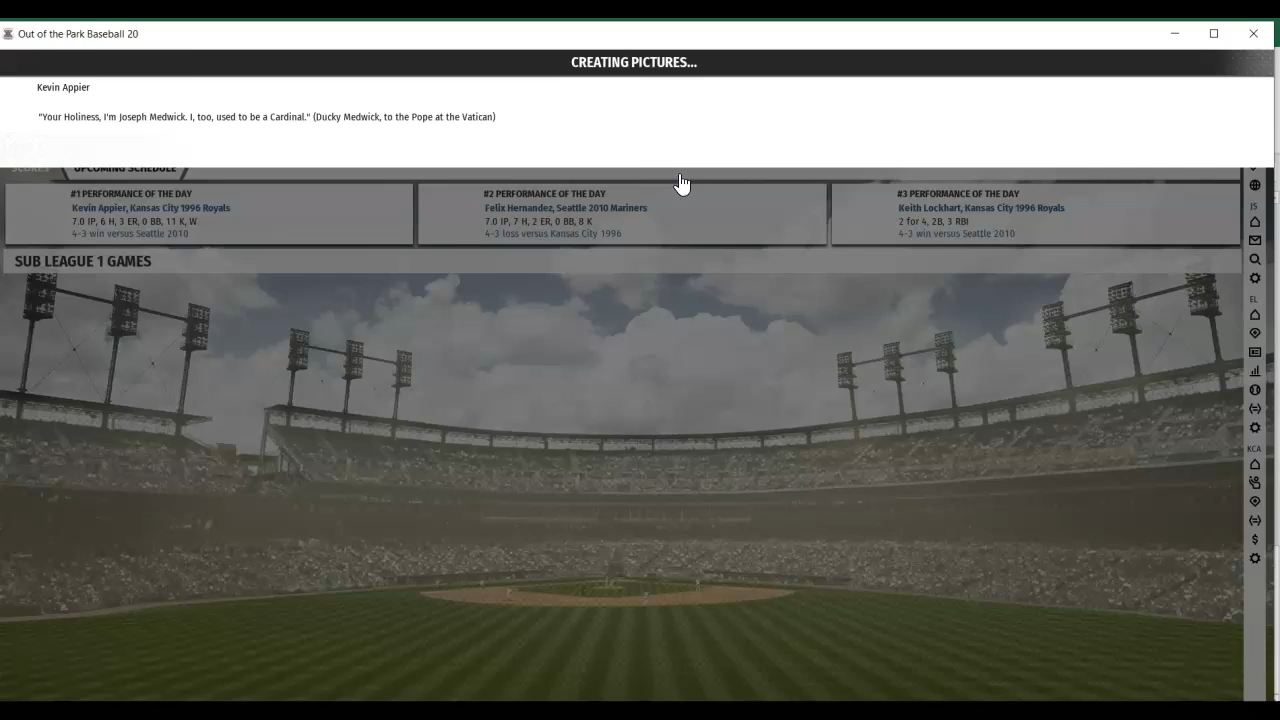 Out of the Park Baseball 20
CREATING PICTURES...
Kevin Appier
"Your Holiness, I'm Joseph Medwick. I, too, used to be a Cardinal." (Ducky Medwick, to the Pope at the Vatican)
SCORES UPCOMING SCHEDULE
#1 PERFORMANCE OF THE DAY
Kevin Appier, Kansas City 1996 Royals
7.0 IP, 6 H, 3 ER, 0 BB, 11 K, W
4-3 win versus Seattle 2010
#2 PERFORMANCE OF THE DAY
Felix Hernandez, Seattle 2010 Mariners
7.0 IP, 7 H, 2 ER, 0 BB, 8 K
4-3 loss versus Kansas City 1996
#3 PERFORMANCE OF THE DAY
Keith Lockhart, Kansas City 1996 Royals
2 for 4, 2B, 3 RBI
4-3 win versus Seattle 2010
SUB LEAGUE 1 GAMES
JS
EL
KCA
$